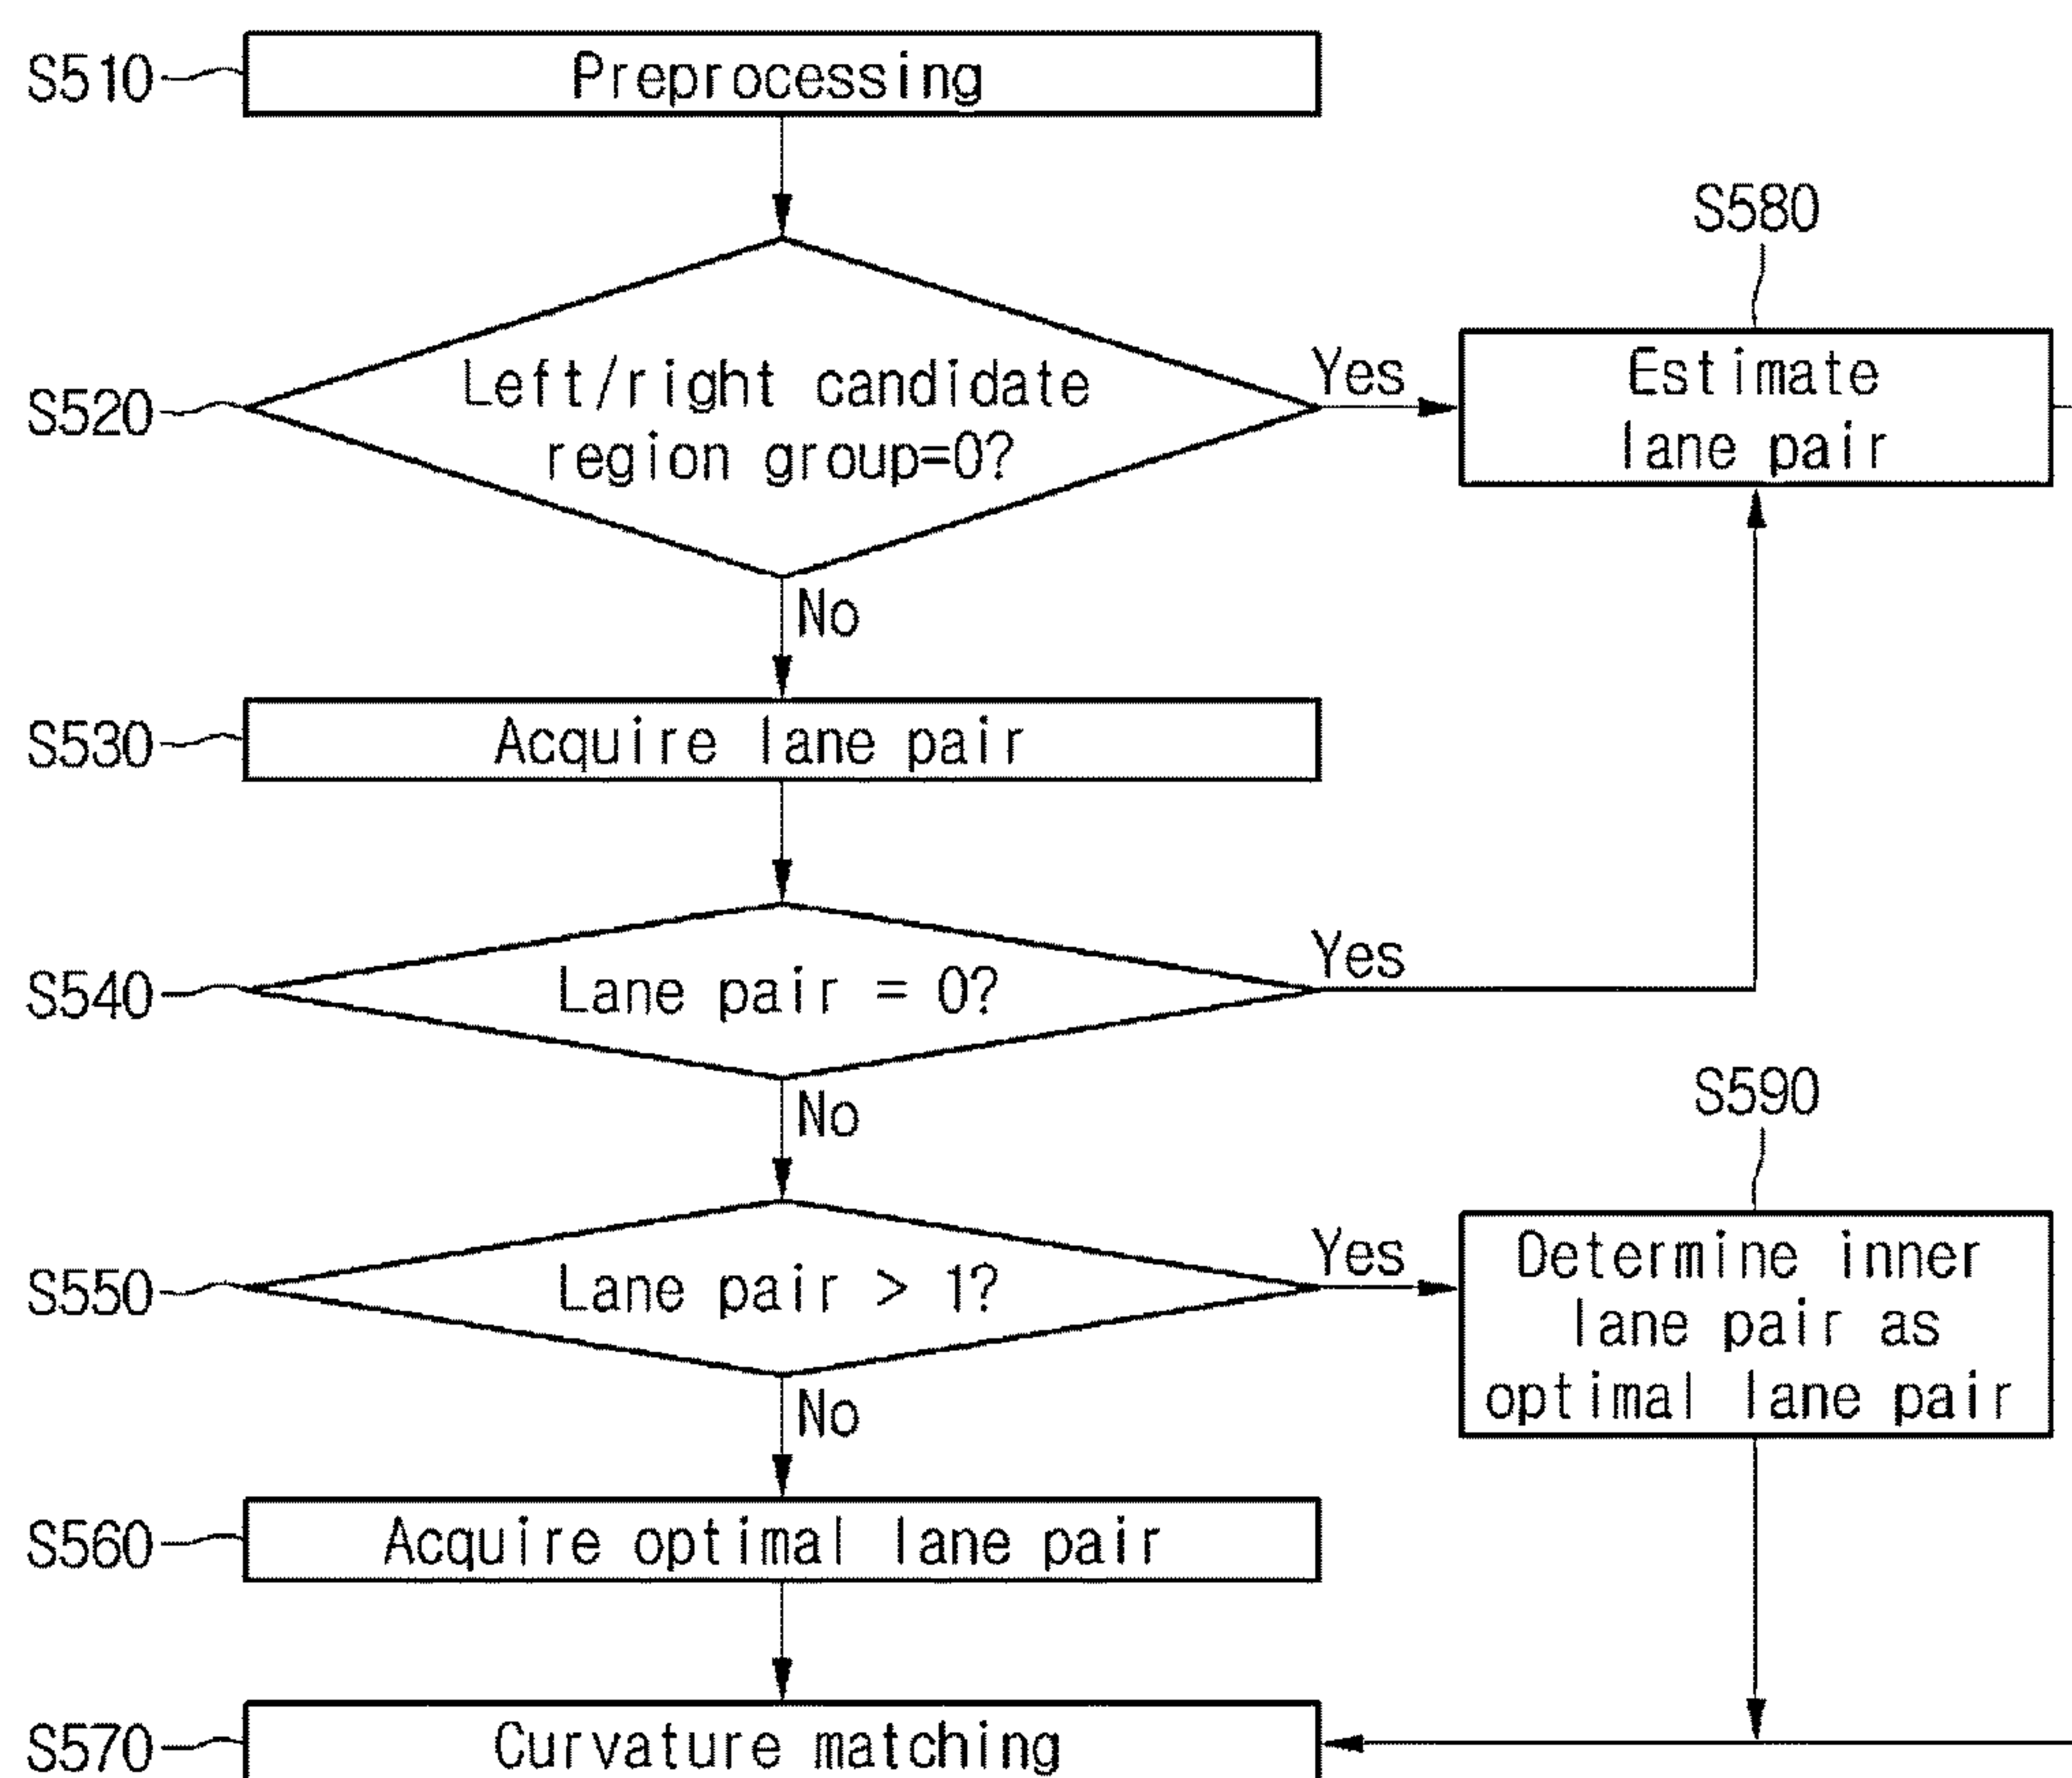 S510
Preprocessing
S580
S520
Left/right candidate
region group=0?
Yes
Estimate
lane pair
No
S530
Acquire lane pair
S540
Lane pair = 0?
Yes
No
S590
S550
Lane pair > 1?
Yes
Determine inner
lane pair as
optimal lane pair
No
S560
Acquire optimal lane pair
S570
Curvature matching